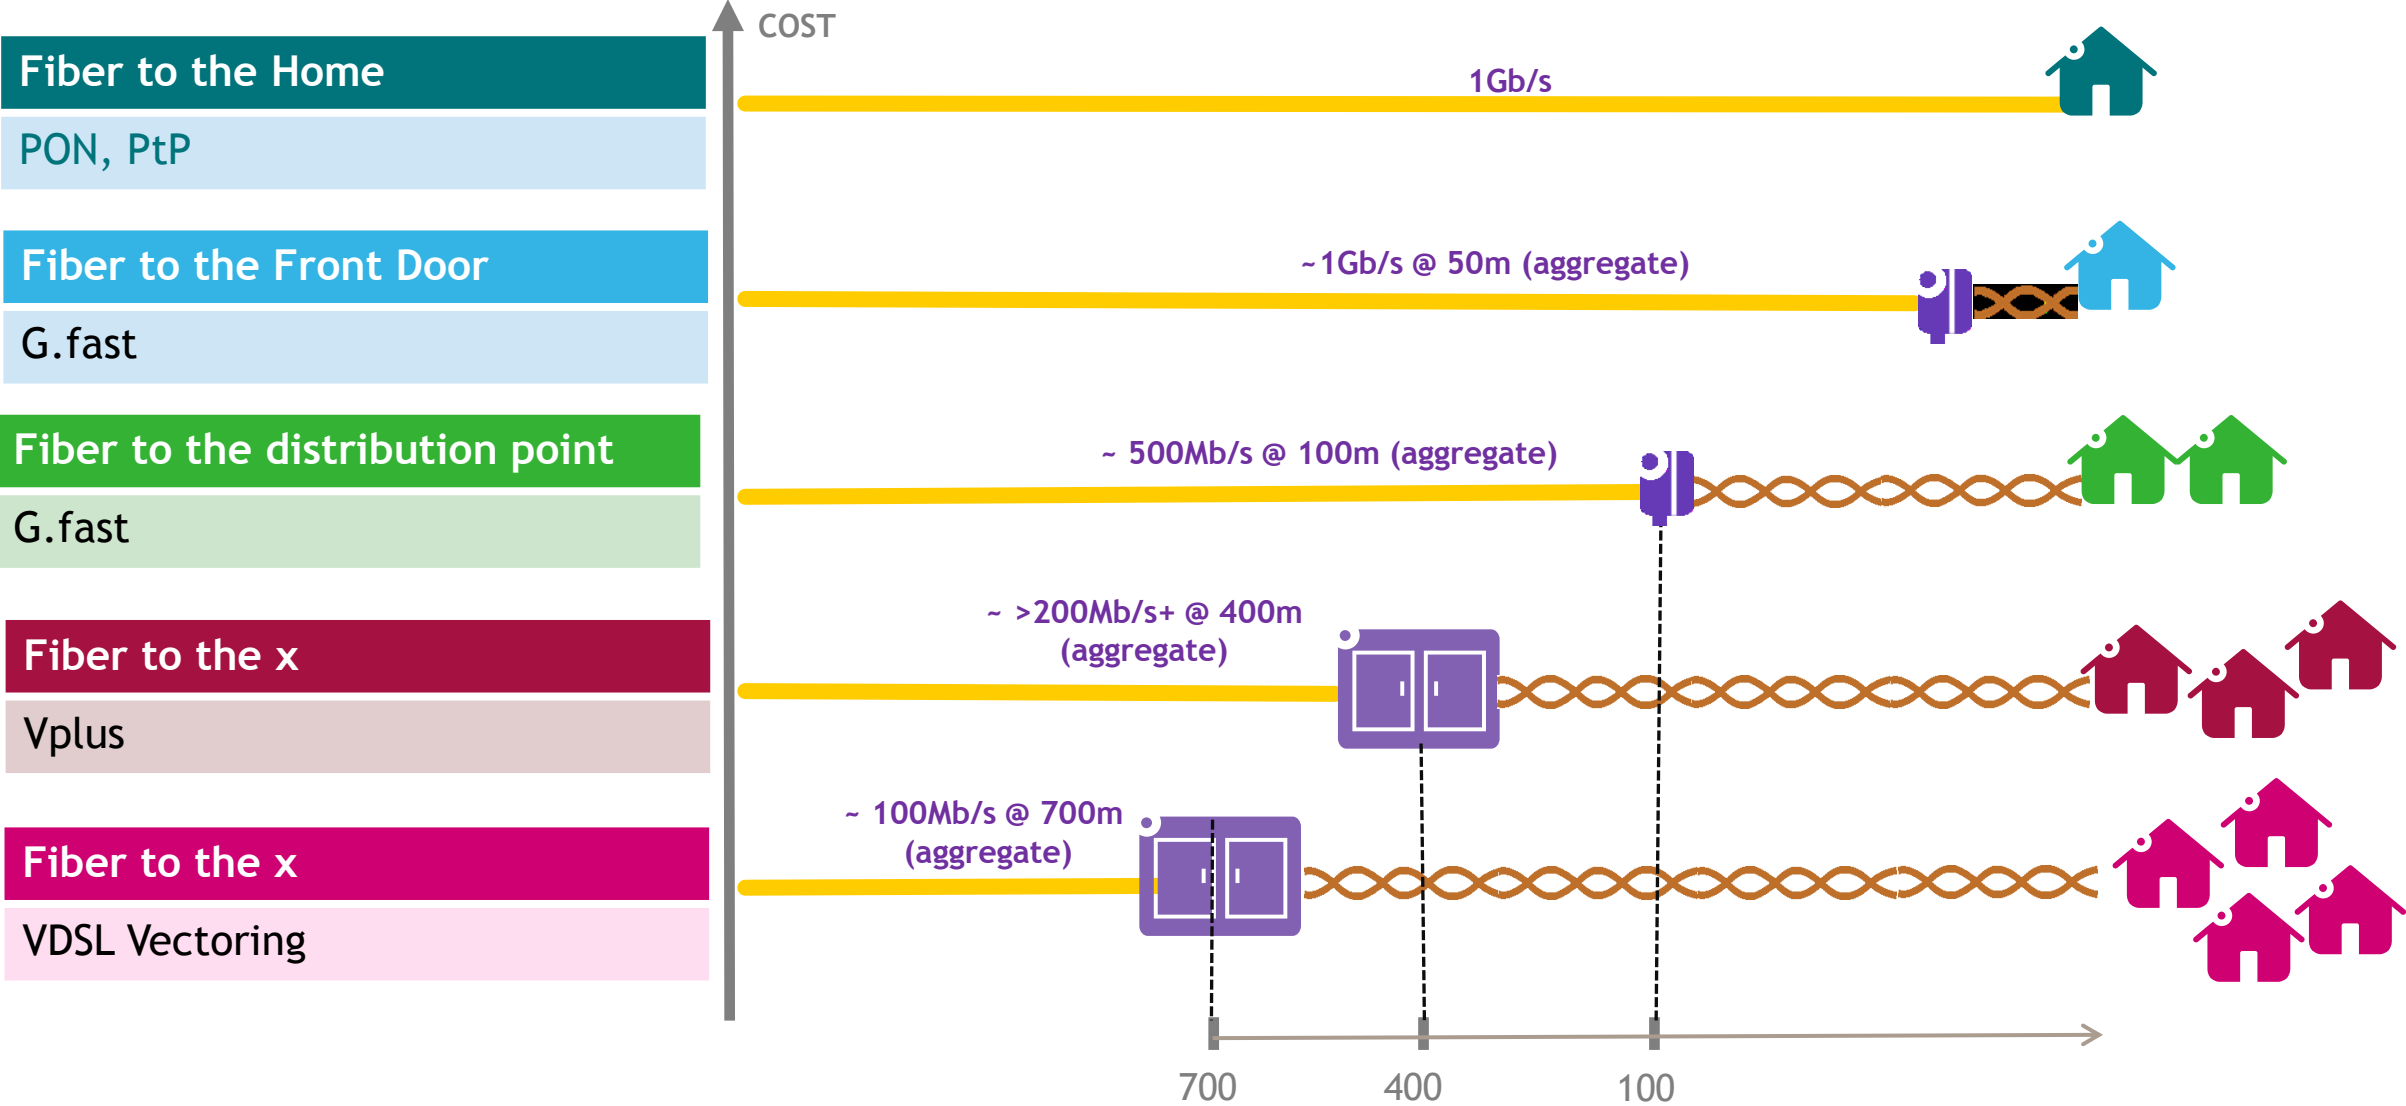 COST
Fiber to the Home
1Gb/s
PON, PtP
Fiber to the Front Door
~1Gb/s @ 50m (aggregate)
G.fast
Fiber to the distribution point
~ 500Mb/s @ 100m (aggregate)
G.fast
~ >200Mb/s+ @ 400m
(aggregate)
Fiber to the x
Vplus
~ 100Mb/s @ 700m
(aggregate)
Fiber to the x
VDSL Vectoring
700
400
100